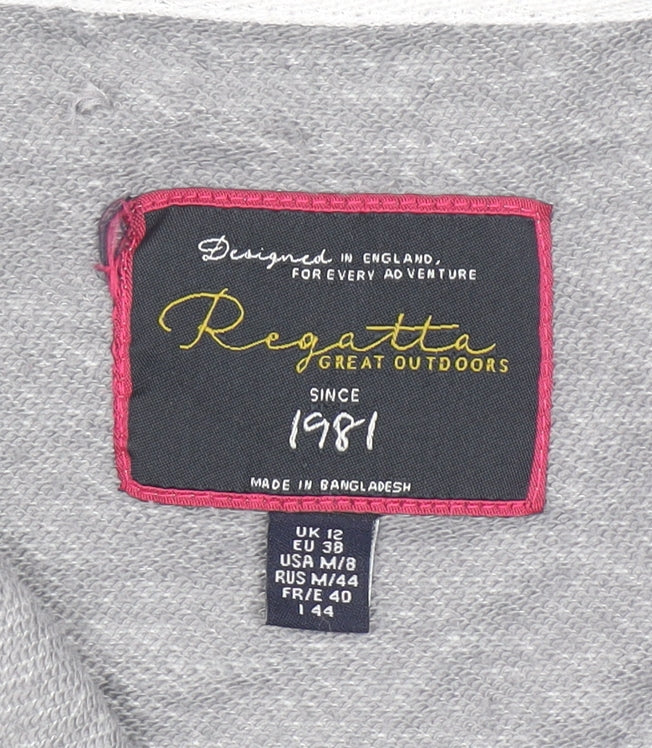 Designed IN ENGLAND,
FOR EVERY ADVENTURE
Regatta
GREAT OUTDOORS
SINCE
1981
MADE IN BANGLADESH
UK 12
EU 38
USA M/8
RUS M/44
FR/E 40
I 44